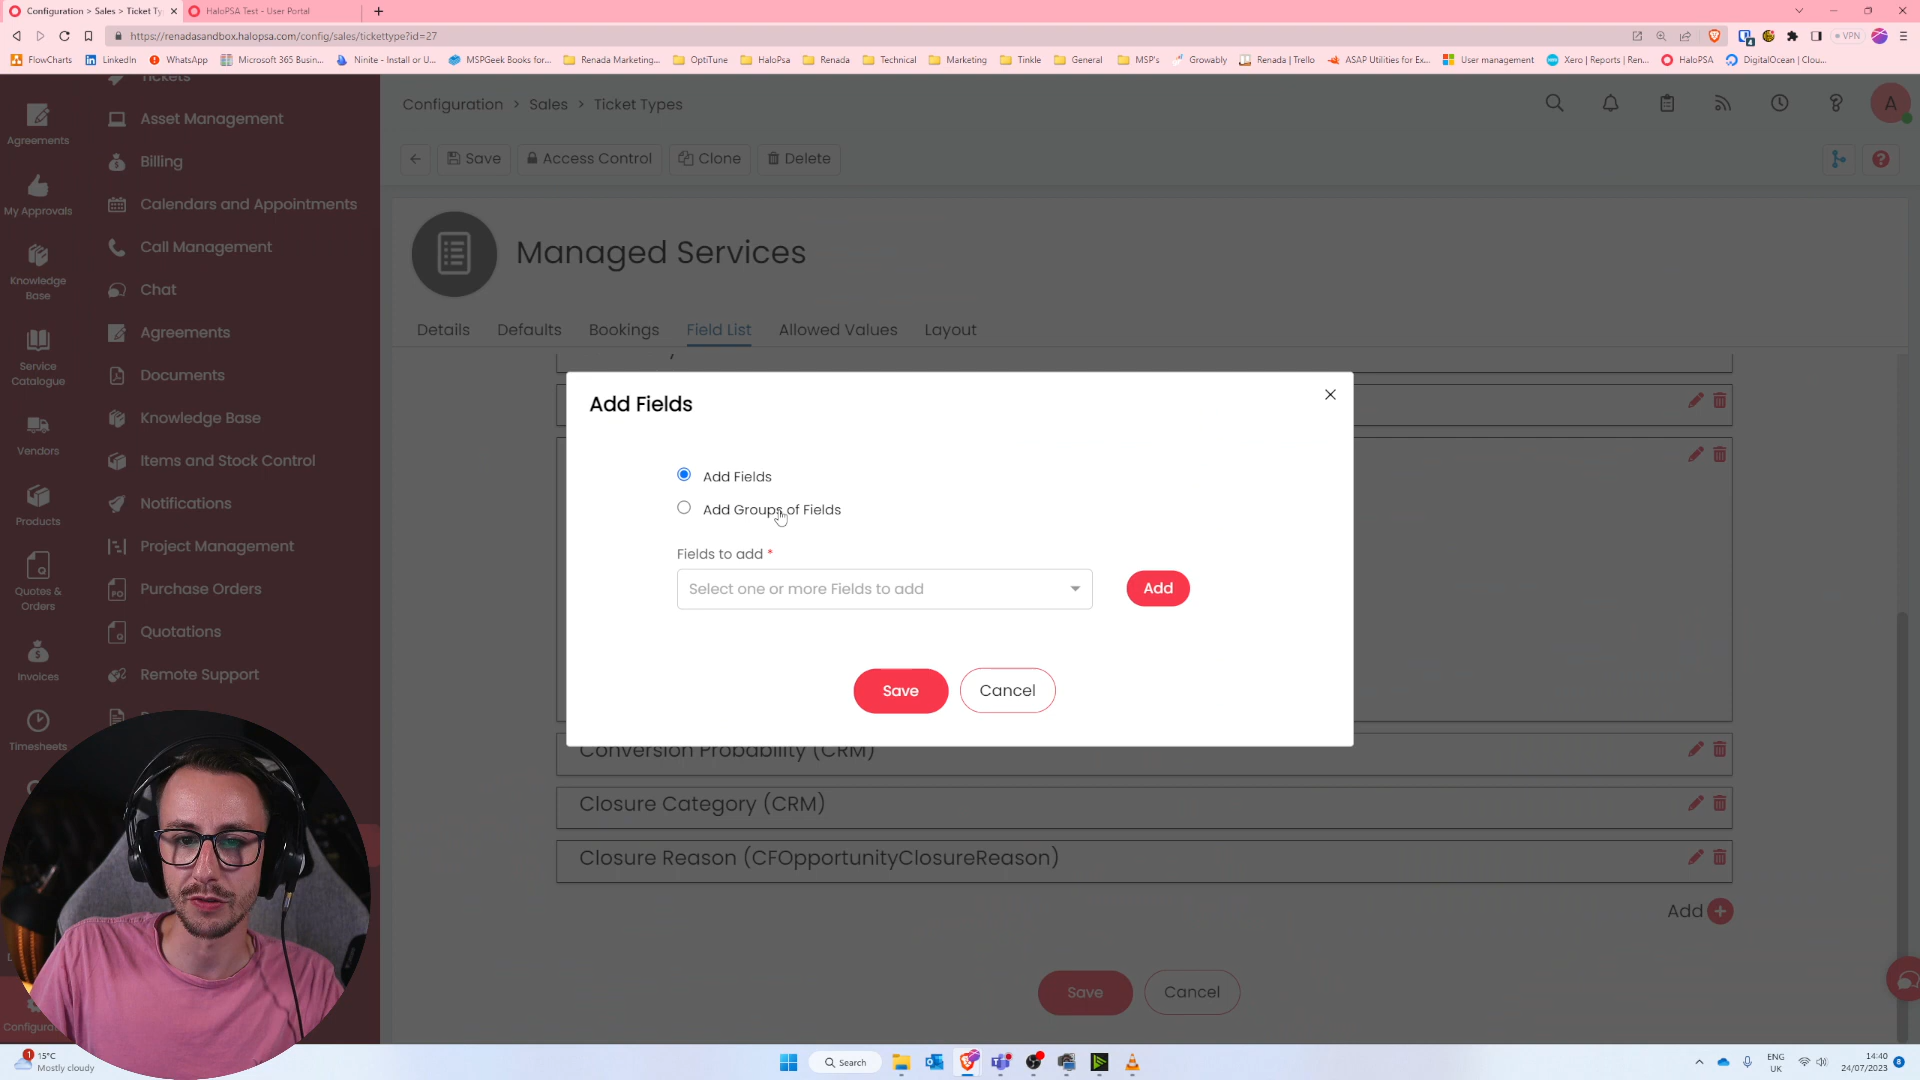 Configuration > Sales > Ticket Ty
HaloPSA Test - User Portal
https://renadasandbox.halopsa.com/config/sales/tickettype?id=27
VPN
FlowCharts
LinkedIn
WhatsApp
Microsoft 365 Busin...
Ninite - Install or U...
MSPGeek Books for...
Renada Marketing...
OptiTune
HaloPsa
Renada
Technical
Marketing
Tinkle
General
MSP's
Growably
Renada | Trello
ASAP Utilities for Ex...
User management
Xero | Reports | Ren...
HaloPSA
DigitalOcean | Clou...
Agreements
My Approvals
Knowledge
Base
Service
Catalogue
Vendors
Products
Quotes &
Orders
Invoices
Timesheets
Tickets
Asset Management
Billing
Calendars and Appointments
Call Management
Chat
Agreements
Documents
Knowledge Base
Items and Stock Control
Notifications
Project Management
Purchase Orders
Quotations
Remote Support
Configuration > Sales > Ticket Types
A
Save
Access Control
Clone
Delete
Managed Services
Details
Defaults
Bookings
Field List
Allowed Values
Layout
Add Fields
Add Fields
Add Groups of Fields
Fields to add *
Select one or more Fields to add
Add
Save
Cancel
Conversion Probability (CRM)
Closure Category (CRM)
Closure Reason (CFOpportunityClosureReason)
Add
Save
Cancel
1
15°C
Mostly cloudy
Search
ENG
UK
14:40
24/07/2023
8